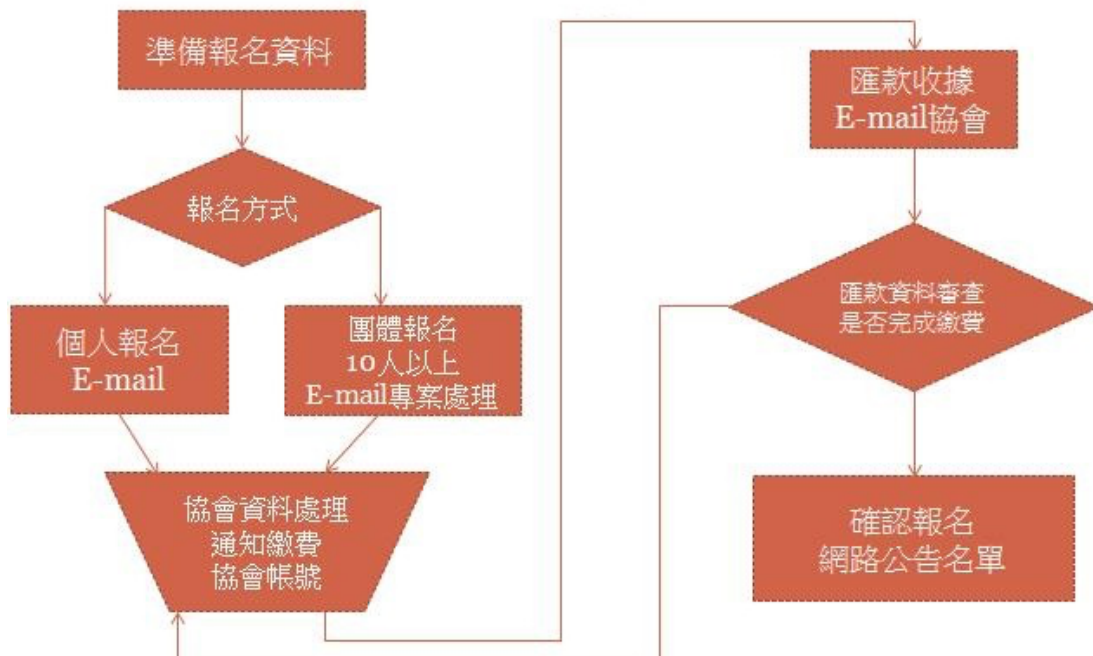 準備報名資料
報名方式
個人報名
E-mail
團體報名
10人以上
E-mail專案處理
協會資料處理
通知繳費
協會帳號
匯款收據
E-mail協會
匯款資料審查
是否完成繳費
確認報名
網路公告名單